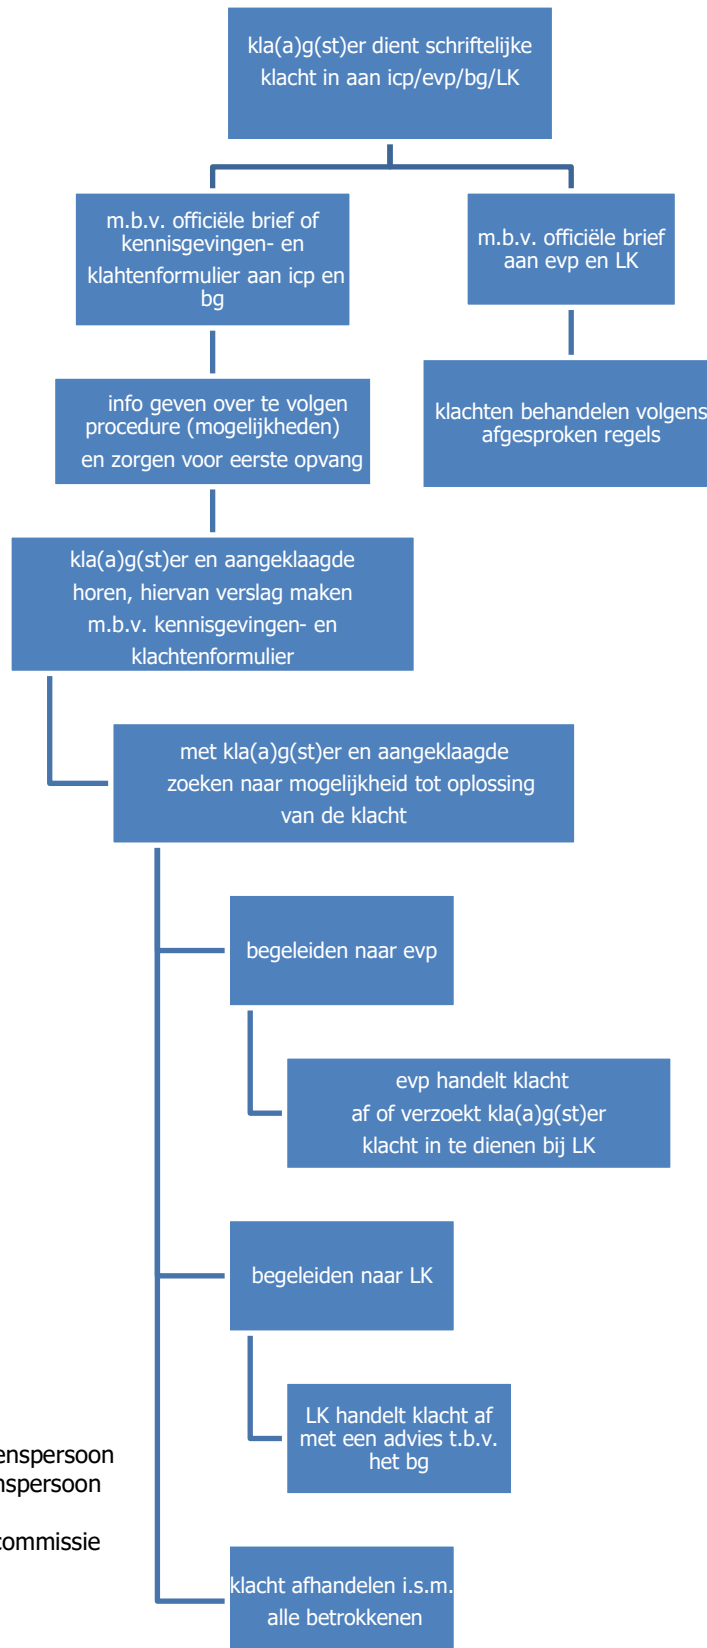 kla(a)g(st)er dient schriftelijke
klacht in aan icp/evp/bg/LK
m.b.v. officiële brief of
kennisgevingen- en
klahtenformulier aan icp en
bg
m.b.v. officiële brief
aan evp en LK
info geven over te volgen
procedure (mogelijkheden)
en zorgen voor eerste opvang
klachten behandelen volgens
afgesproken regels
kla(a)g(st)er en aangeklaagde
horen, hiervan verslag maken
m.b.v. kennisgevingen- en
klachtenformulier
met kla(a)g(st)er en aangeklaagde
zoeken naar mogelijkheid tot oplossing
van de klacht
begeleiden naar evp
evp handelt klacht
af of verzoekt kla(a)g(st)er
klacht in te dienen bij LK
begeleiden naar LK
LK handelt klacht af
met een advies t.b.v.
het bg
enspersoon
nspersoon
commissie
klacht afhandelen i.s.m.
alle betrokkenen